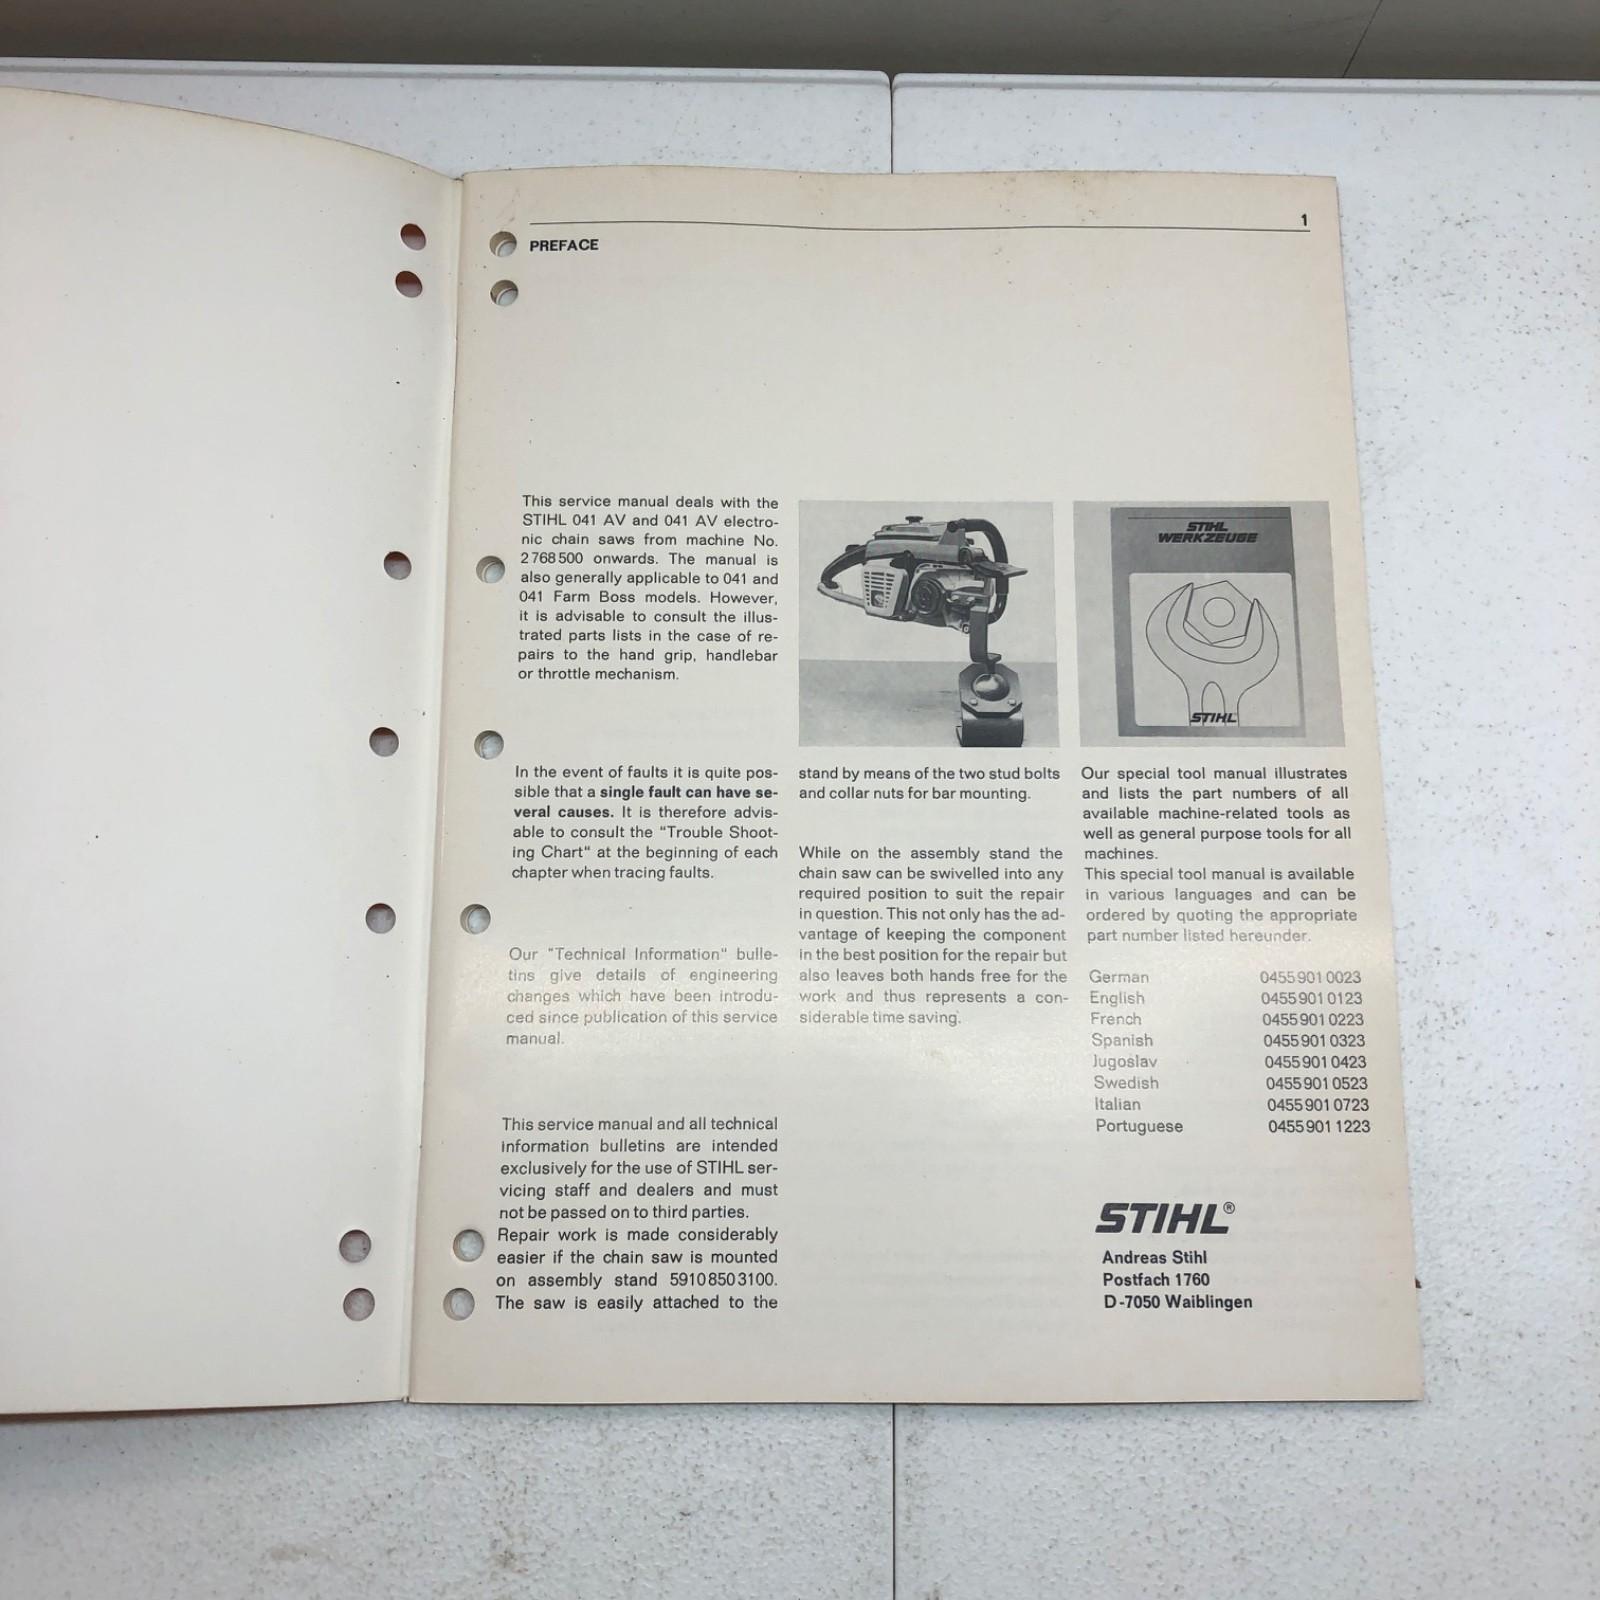 1
PREFACE
This service manual deals with the
STIHL 041 AV and 041 AV electro-
nic chain saws from machine No.
2 768 500 onwards. The manual is
also generally applicable to 041 and
041 Farm Boss models. However,
it is advisable to consult the illus-
trated parts lists in the case of re-
pairs to the hand grip, handlebar
or throttle mechanism.
In the event of faults it is quite pos-
sible that a single fault can have se-
veral causes. It is therefore advis-
able to consult the "Trouble Shoot-
ing Chart" at the beginning of each
chapter when tracing faults.
Our "Technical Information" bulle-
tins give details of engineering
changes which have been introdu-
ced since publication of this service
manual.
This service manual and all technical
information bulletins are intended
exclusively for the use of STIHL ser-
vicing staff and dealers and must
not be passed on to third parties.
Repair work is made considerably
easier if the chain saw is mounted
on assembly stand 5910 850 3100.
The saw is easily attached to the
stand by means of the two stud bolts
and collar nuts for bar mounting.
While on the assembly stand the
chain saw can be swivelled into any
required position to suit the repair
in question. This not only has the ad-
vantage of keeping the component
in the best position for the repair but
also leaves both hands free for the
work and thus represents a con-
siderable time saving.
STIHL
WERKZEUGE
STIHL
Our special tool manual illustrates
and lists the part numbers of all
available machine-related tools as
well as general purpose tools for all
machines.
This special tool manual is available
in various languages and can be
ordered by quoting the appropriate
part number listed hereunder.
German 0455 901 0023
English 0455 901 0123
French 0455 901 0223
Spanish 0455 901 0323
Jugoslav 0455 901 0423
Swedish 0455 901 0523
Italian 0455 901 0723
Portuguese 0455 901 1223
STIHL®
Andreas Stihl
Postfach 1760
D-7050 Waiblingen